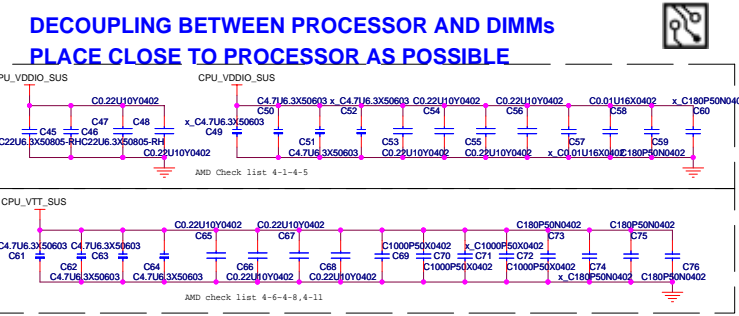 DECOUPLING BETWEEN PROCESSOR AND DIMMs
PLACE CLOSE TO PROCESSOR AS POSSIBLE
CPU_VDDIO_SUS
C0.22U10Y0402
C47 C48
C45 C46
C22U6.3X50805-RH C22U6.3X50805-RH
C0.22U10Y0402
CPU_VDDIO_SUS
C4.7U6.3X50603 x_C4.7U6.3X50603 C0.22U10Y0402 C0.22U10Y0402 C0.01U16X0402 x_C180P50N0402
C50 C52 C54 C56 C58 C60
x_C4.7U6.3X50603
C49 C51 C53 C55 C57 C59
C4.7U6.3X50603 C0.22U10Y0402 C0.22U10Y0402 x_C0.01U16X0402 C180P50N0402
AMD Check list 4-1-4-5
CPU_VTT_SUS
C0.22U10Y0402 C0.22U10Y0402 C180P50N0402 C180P50N0402
C65 C67 C73 C75
C4.7U6.3X50603 C4.7U6.3X50603 C1000P50X0402 x_C1000P50X0402
C61 C63 C69 C70 C71 C72
C62 C64 C66 C68 C1000P50X0402 C1000P50X0402 C74 C76
C4.7U6.3X50603 C4.7U6.3X50603 C0.22U10Y0402 C0.22U10Y0402 x_C180P50N0402 C180P50N0402
AMD check list 4-6-4-8,4-11